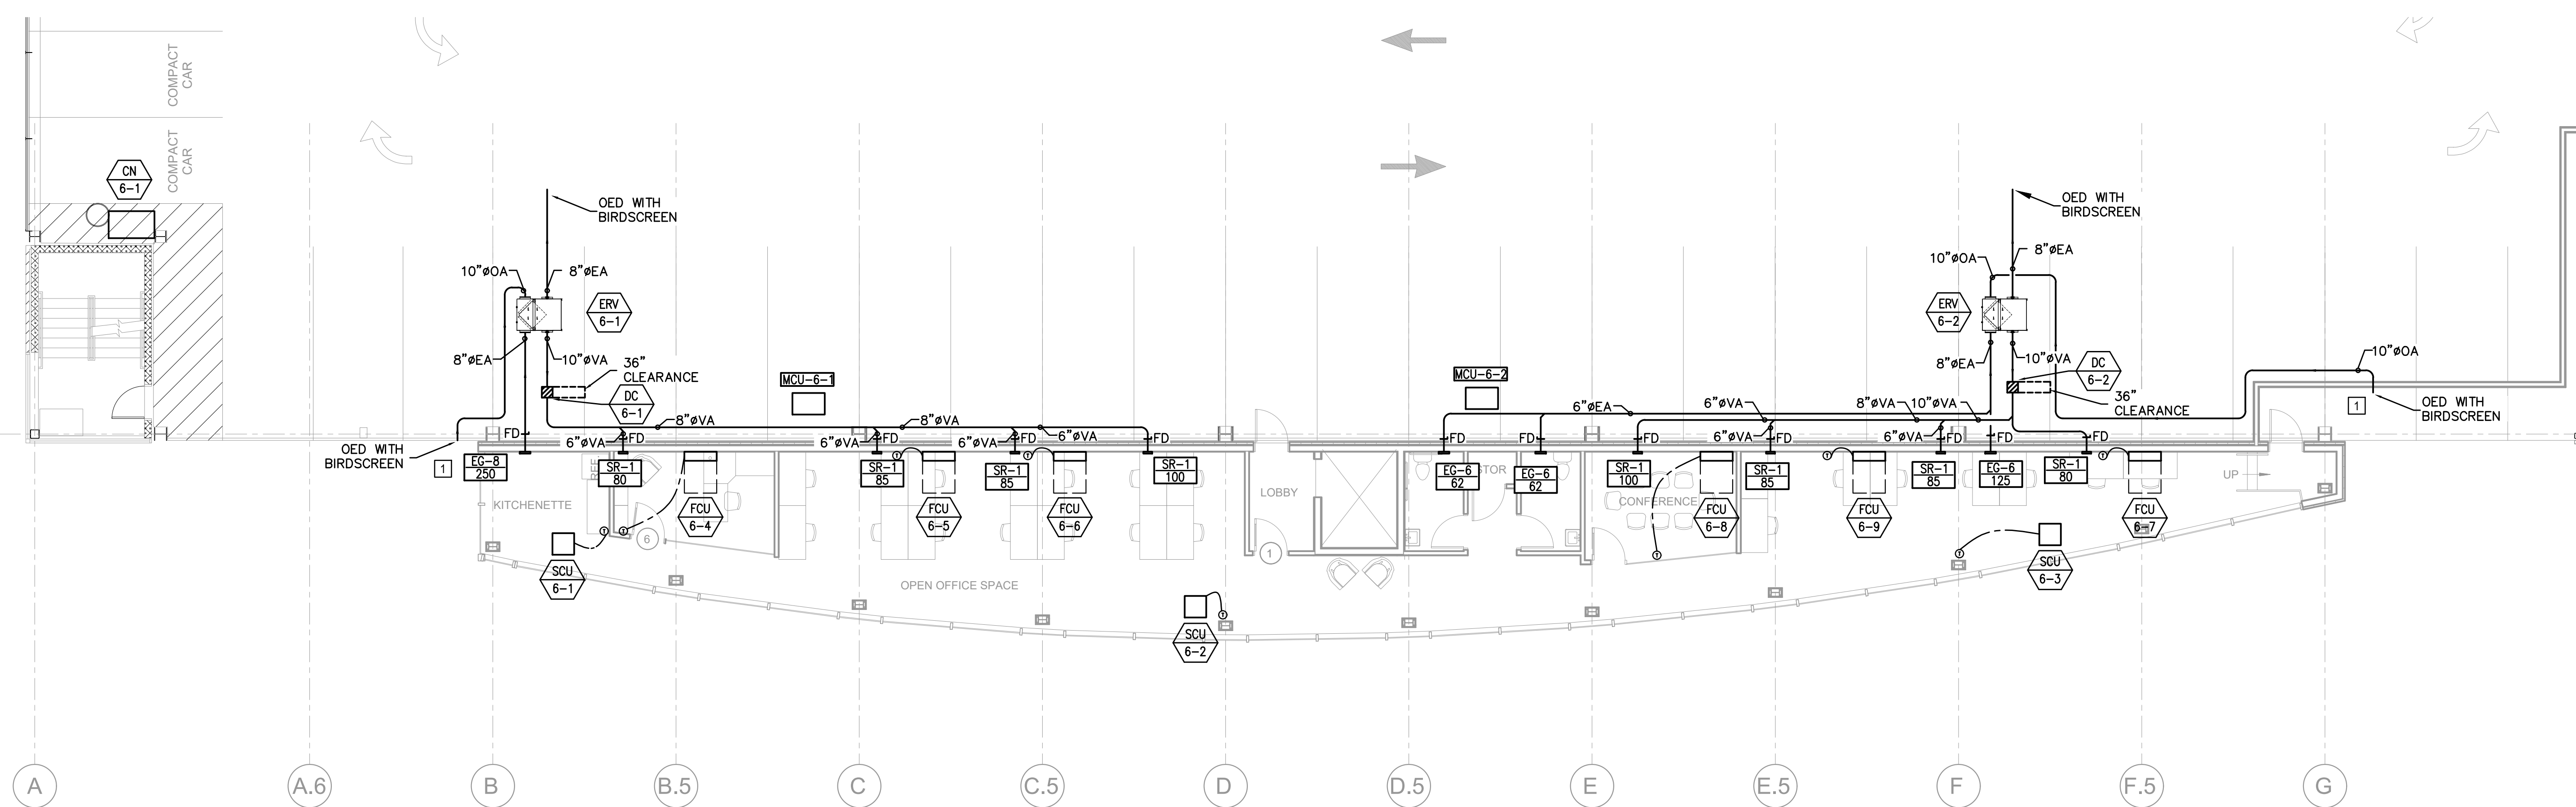 COMPACT
CAR
COMPACT
CAR
CN
6-1
OED WITH
BIRDSCREEN
OED WITH
BIRDSCREEN
10"øOA
8"øEA
ERV
6-1
8"øEA
10"øVA
36"
CLEARANCE
DC
6-1
MCU-6-1
8"øVA
8"øVA
6"øVA
10"øOA
8"øEA
ERV
6-2
8"øEA
10"øVA
DC
6-2
36"
CLEARANCE
MCU-6-2
6"øEA
6"øVA
8"øVA
10"øVA
10"øOA
1
OED WITH
BIRDSCREEN
OED WITH
BIRDSCREEN
1
FD
6"øVA
FD
6"øVA
FD
6"øVA
FD
FD
FD
FD
FD
6"øVA
FD
6"øVA
FD
FD
FD
EG-8
250
SR-1
80
SR-1
85
SR-1
85
SR-1
100
EG-6
62
EG-6
62
SR-1
100
SR-1
85
SR-1
85
EG-6
125
SR-1
80
REF
KITCHENETTE
FCU
6-4
FCU
6-5
FCU
6-6
LOBBY
STOR
CONFERENCE
FCU
6-8
FCU
6-9
FCU
6-7
UP
6
1
T
T
T
T
T
T
T
T
T
SCU
6-1
OPEN OFFICE SPACE
SCU
6-2
SCU
6-3
A
A.6
B
B.5
C
C.5
D
D.5
E
E.5
F
F.5
G